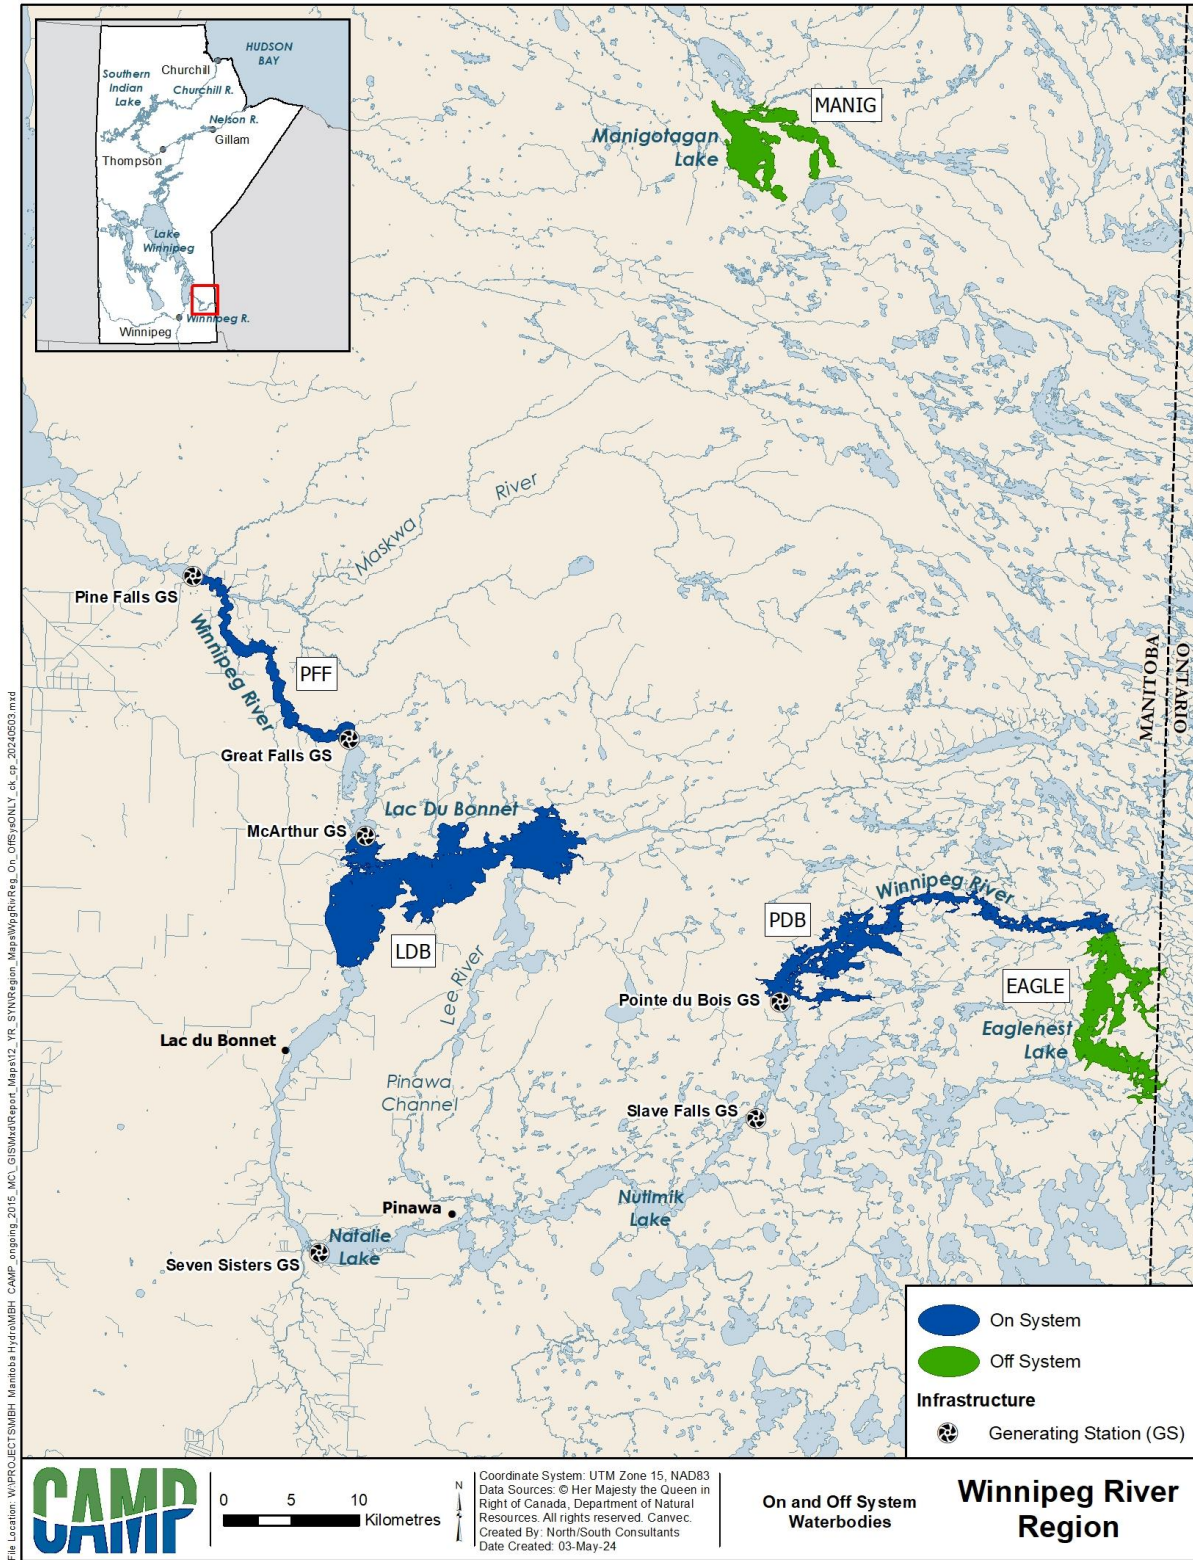 HUDSON
BAY
Churchill
Southern
Indian
Lake
Churchill R.
Nelson R.
Gillam
Thompson
Lake
Winnipeg
Winnipeg R.
Winnipeg
MANIG
Manigotagan
Lake
River
Maskwa
Pine Falls GS
Winnipeg River
PFF
Great Falls GS
MANITOBA
ONTARIO
Lac Du Bonnet
McArthur GS
LDB
Winnipeg River
PDB
EAGLE
Pointe du Bois GS
Eaglenest
Lake
Lee River
Lac du Bonnet
Pinawa
Channel
Slave Falls GS
Nutimik
Lake
Pinawa
Natalie
Lake
Seven Sisters GS
On System
Off System
Infrastructure
Generating Station (GS)
CAMP
0 5 10
Kilometres
N
Coordinate System: UTM Zone 15, NAD83
Data Sources: © Her Majesty the Queen in
Right of Canada, Department of Natural
Resources. All rights reserved. Canvec.
Created By: North/South Consultants
Date Created: 03-May-24
On and Off System
Waterbodies
Winnipeg River
Region